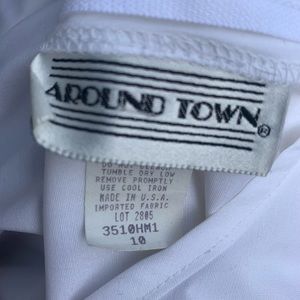 AROUND TOWN®
TUMBLE DRY LOW
REMOVE PROMPTLY
USE COOL IRON
MADE IN U.S.A.
IMPORTED FABRIC
LOT 2805
3510HM1
10